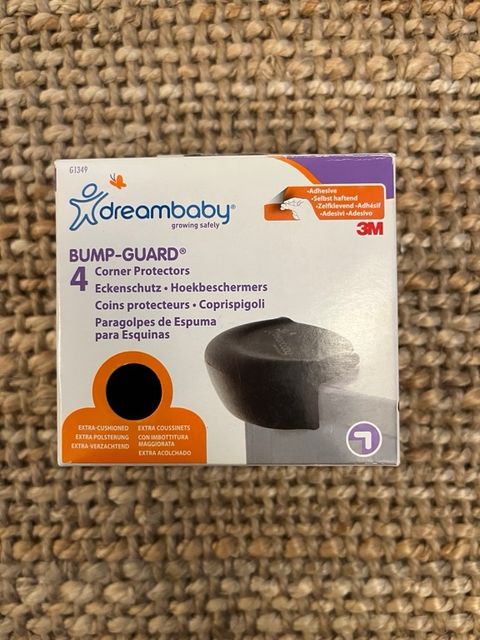 G1349
dreambaby®
growing safely
•Adhesive
•Selbst haftend
•Zelfklevend •Adhésif
•Adesivi •Adesivo
3M
BUMP-GUARD®
4 Corner Protectors
Eckenschutz • Hoekbeschermers
Coins protecteurs • Coprispigoli
Paragolpes de Espuma
para Esquinas
EXTRA-CUSHIONED
EXTRA POLSTERUNG
EXTRA-VERZACHTEND
EXTRA COUSSINETS
CON IMBOTTITURA
MAGGIORATA
EXTRA ACOLCHADO